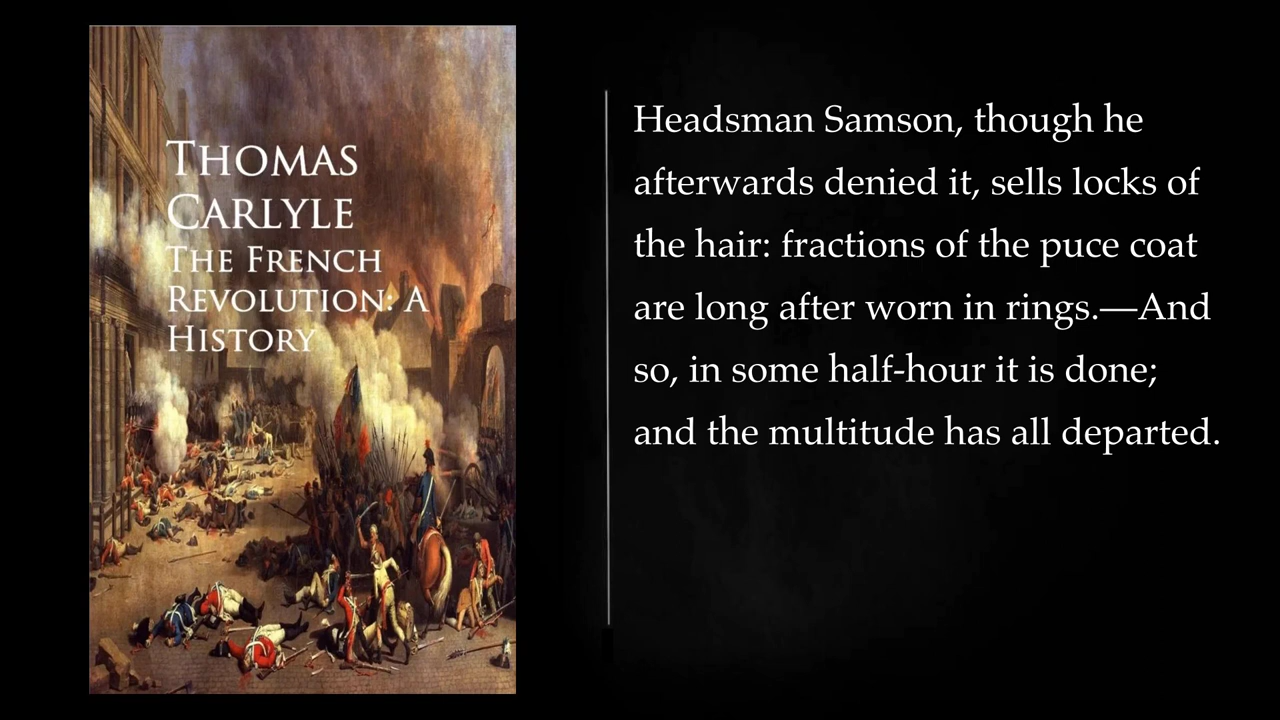 THOMAS
CARLYLE
THE FRENCH
REVOLUTION: A
HISTORY
Headsman Samson, though he
afterwards denied it, sells locks of
the hair: fractions of the puce coat
are long after worn in rings.—And
so, in some half-hour it is done;
and the multitude has all departed.